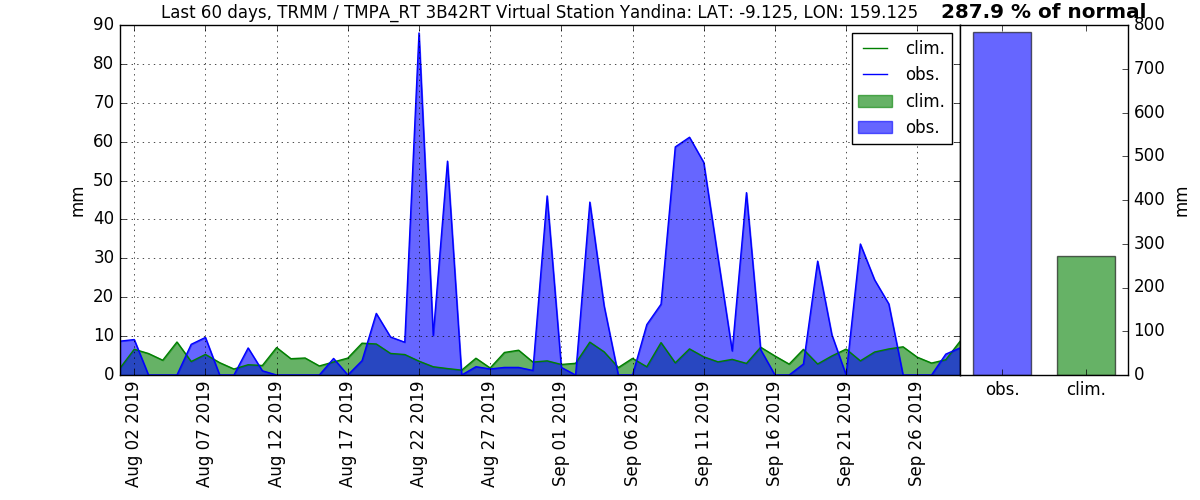 Last 60 days, TRMM / TMPA_RT 3B42RT Virtual Station Yandina: LAT: -9.125, LON: 159.125
287.9 % of normal
90
80
70
60
50
40
30
20
10
0
mm
clim.
obs.
clim.
obs.
Aug 02 2019
Aug 07 2019
Aug 12 2019
Aug 17 2019
Aug 22 2019
Aug 27 2019
Sep 01 2019
Sep 06 2019
Sep 11 2019
Sep 16 2019
Sep 21 2019
Sep 26 2019
800
700
600
500
400
300
200
100
0
mm
obs.
clim.